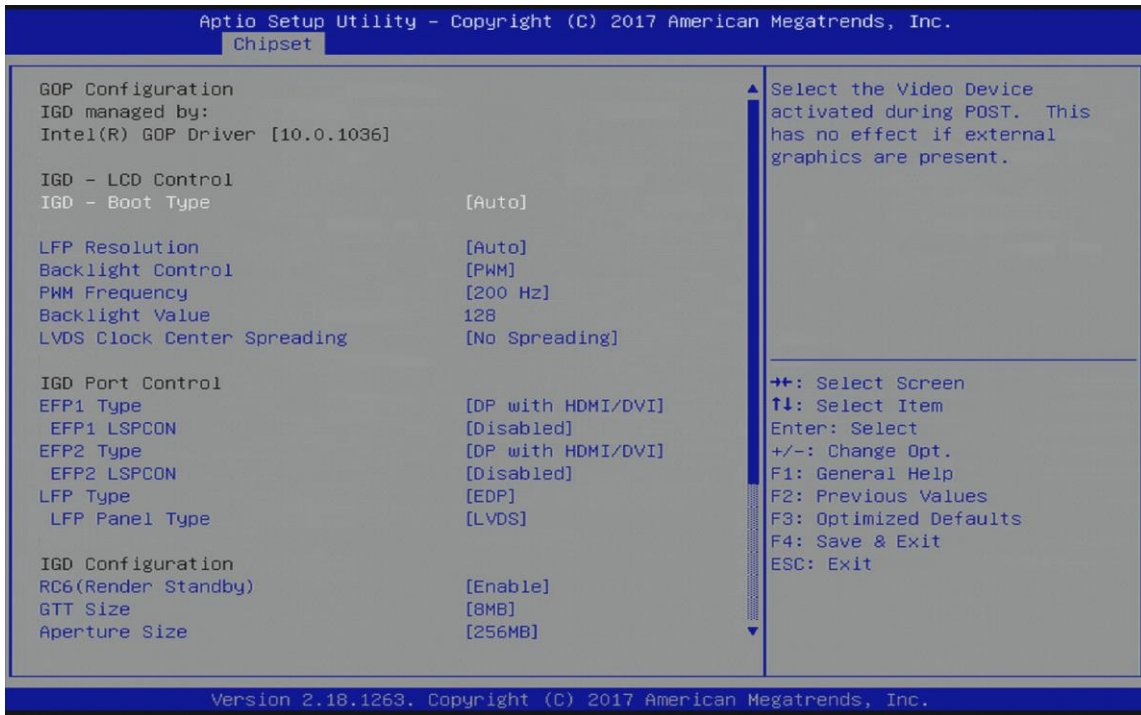 Aptio Setup Utility – Copyright (C) 2017 American Megatrends, Inc.
Chipset
GOP Configuration
IGD managed by:
Intel(R) GOP Driver [10.0.1036]
IGD – LCD Control
IGD – Boot Type [Auto]
LFP Resolution [Auto]
Backlight Control [PWM]
PWM Frequency [200 Hz]
Backlight Value 128
LVDS Clock Center Spreading [No Spreading]
IGD Port Control
EFP1 Type [DP with HDMI/DVI]
EFP1 LSPCON [Disabled]
EFP2 Type [DP with HDMI/DVI]
EFP2 LSPCON [Disabled]
LFP Type [EDP]
LFP Panel Type [LVDS]
IGD Configuration
RC6(Render Standby) [Enable]
GTT Size [8MB]
Aperture Size [256MB]
Select the Video Device
activated during POST. This
has no effect if external
graphics are present.
→←: Select Screen
↑↓: Select Item
Enter: Select
+/-: Change Opt.
F1: General Help
F2: Previous Values
F3: Optimized Defaults
F4: Save & Exit
ESC: Exit
Version 2.18.1263. Copyright (C) 2017 American Megatrends, Inc.